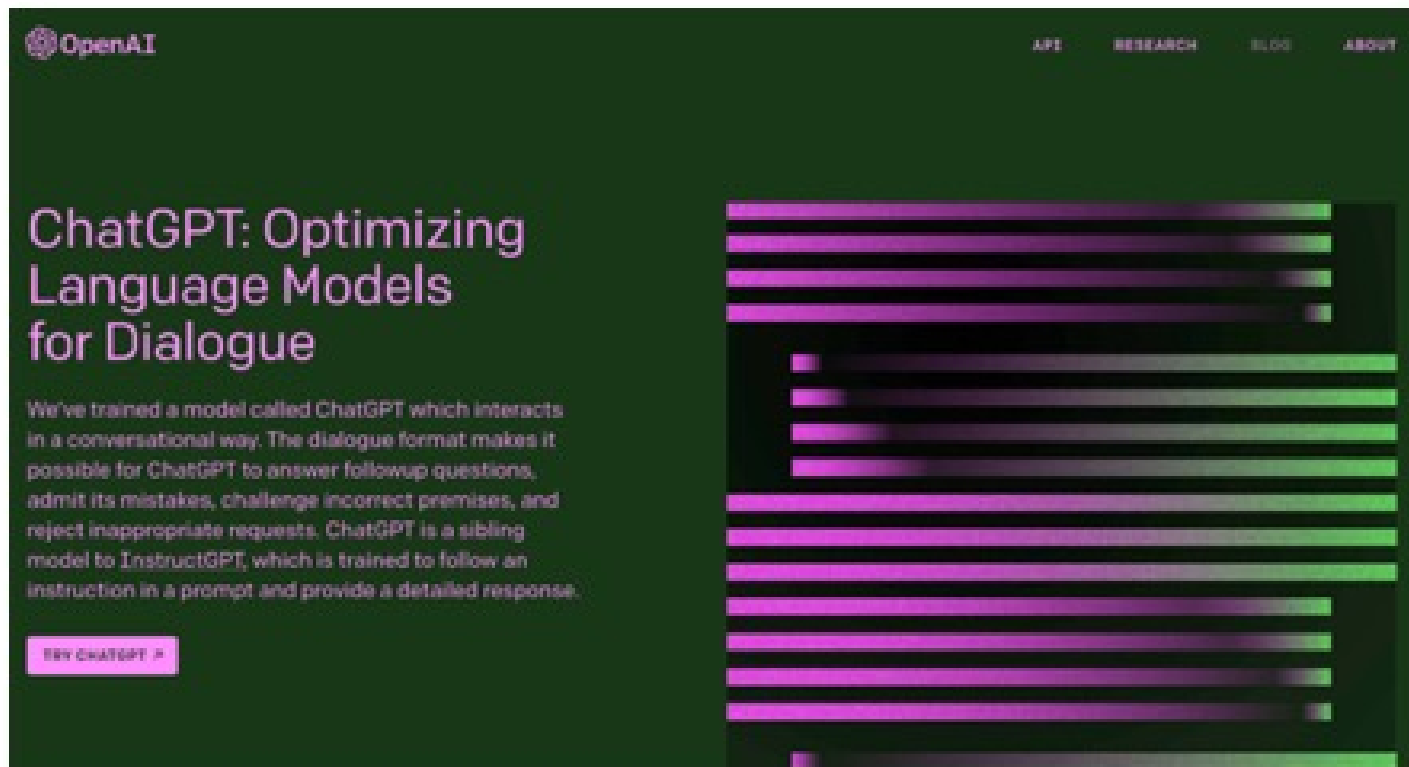 OpenAI
API RESEARCH BLOG ABOUT
ChatGPT: Optimizing
Language Models
for Dialogue
We've trained a model called ChatGPT which interacts
in a conversational way. The dialogue format makes it
possible for ChatGPT to answer followup questions,
admit its mistakes, challenge incorrect premises, and
reject inappropriate requests. ChatGPT is a sibling
model to InstructGPT, which is trained to follow an
instruction in a prompt and provide a detailed response.
TRY CHATGPT ↗